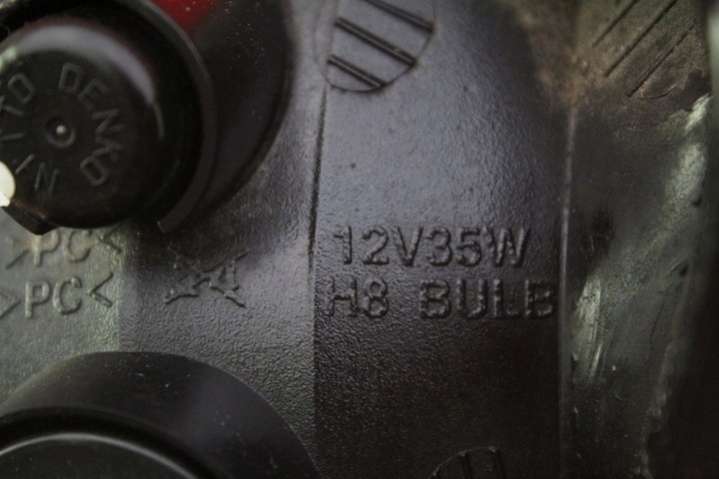 NITTO DENKO
>PC<
>PC<
12V35W
H8 BULB